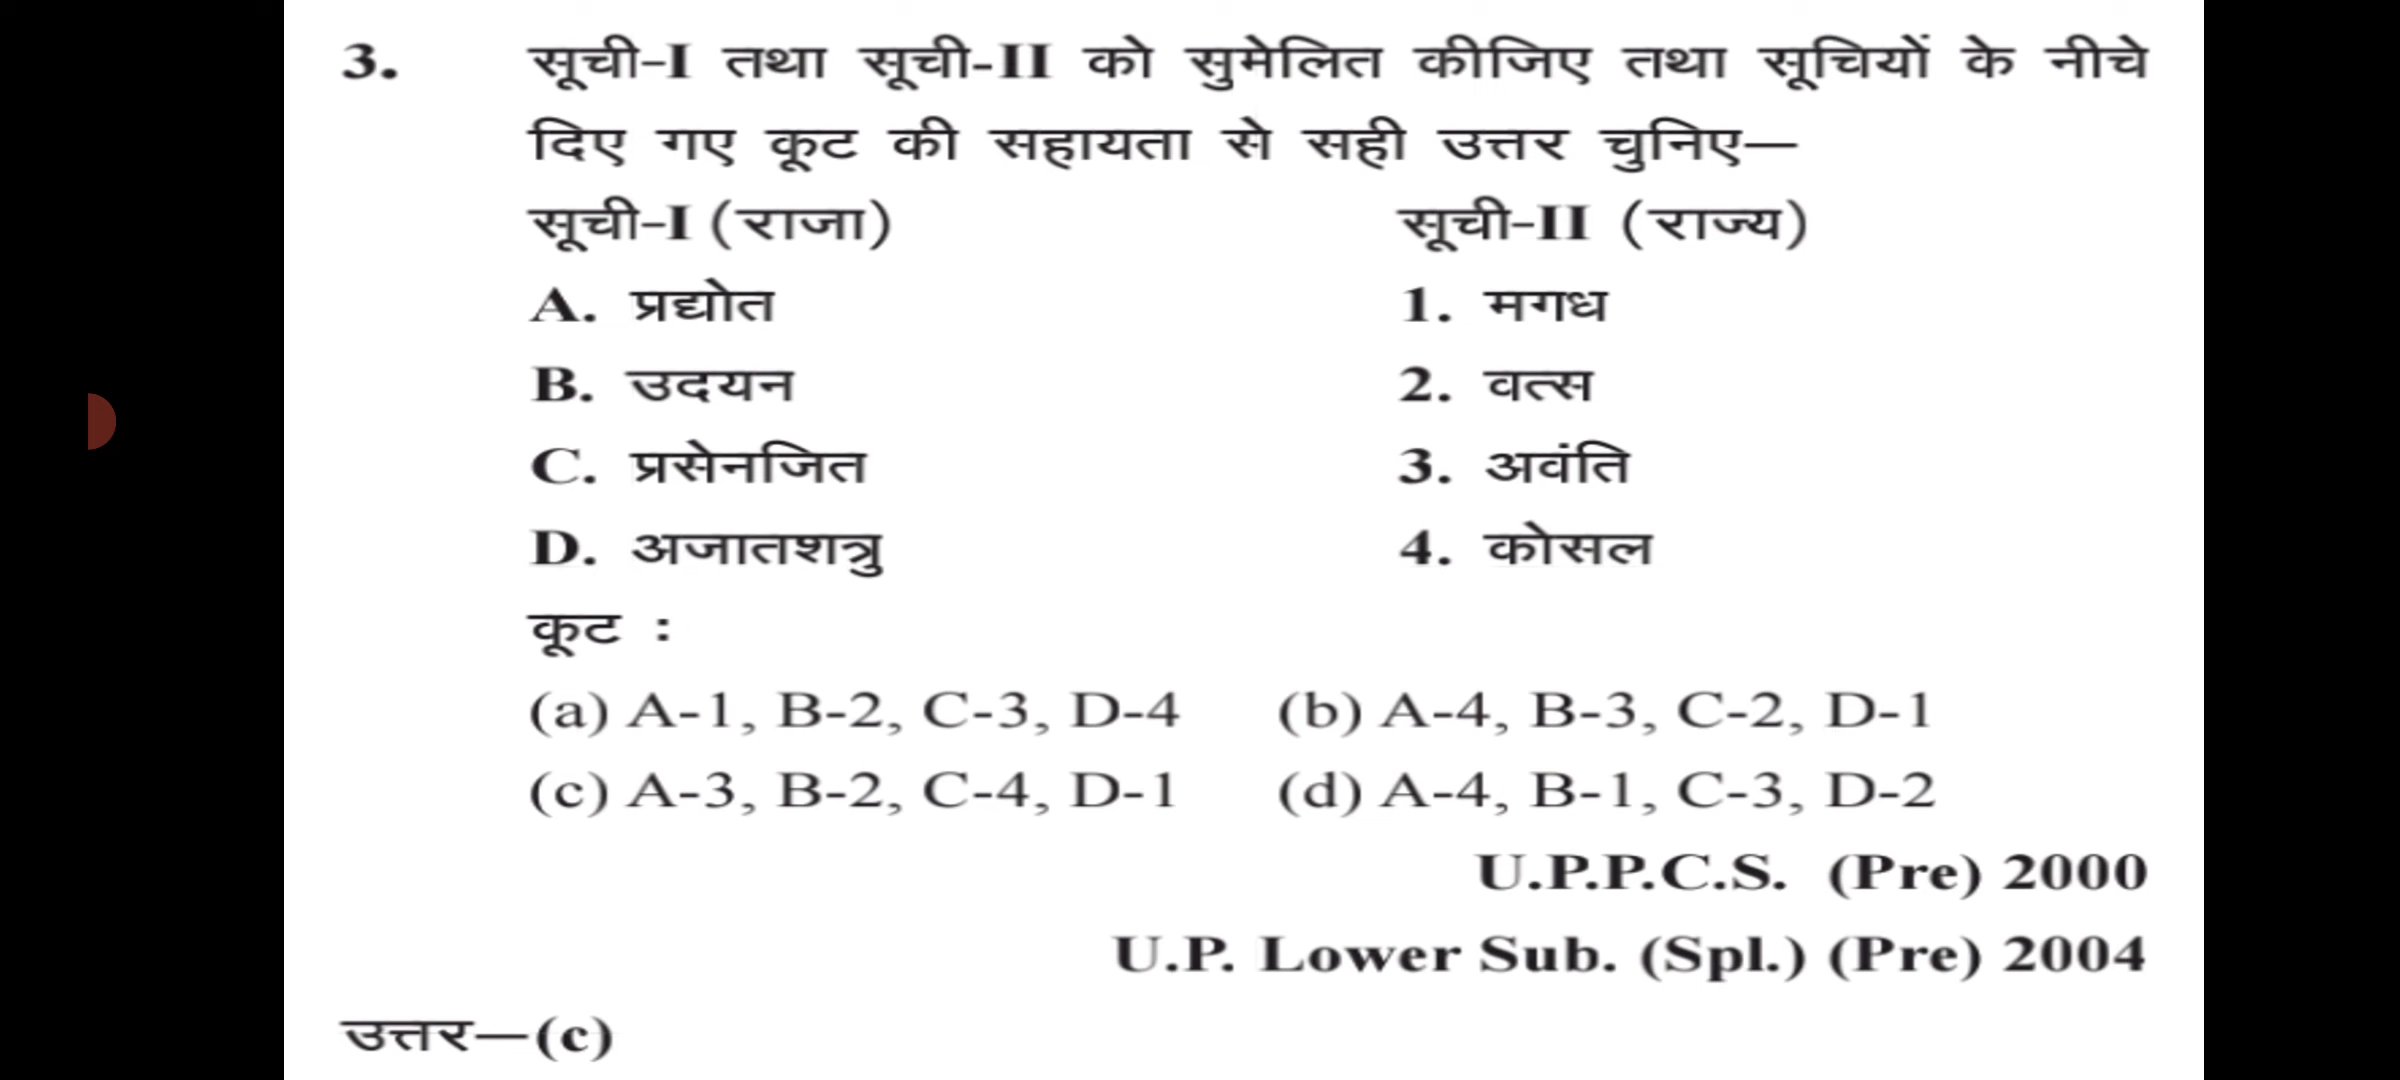 3. सूची-I तथा सूची-II को सुमेलित कीजिए तथा सूचियों के नीचे
दिए गए कूट की सहायता से सही उत्तर चुनिए—
सूची-I (राजा) सूची-II (राज्य)
A. प्रद्योत 1. मगध
B. उदयन 2. वत्स
C. प्रसेनजित 3. अवंति
D. अजातशत्रु 4. कोसल
कूट :
(a) A-1, B-2, C-3, D-4 (b) A-4, B-3, C-2, D-1
(c) A-3, B-2, C-4, D-1 (d) A-4, B-1, C-3, D-2
U.P.P.C.S. (Pre) 2000
U.P. Lower Sub. (Spl.) (Pre) 2004
उत्तर—(c)